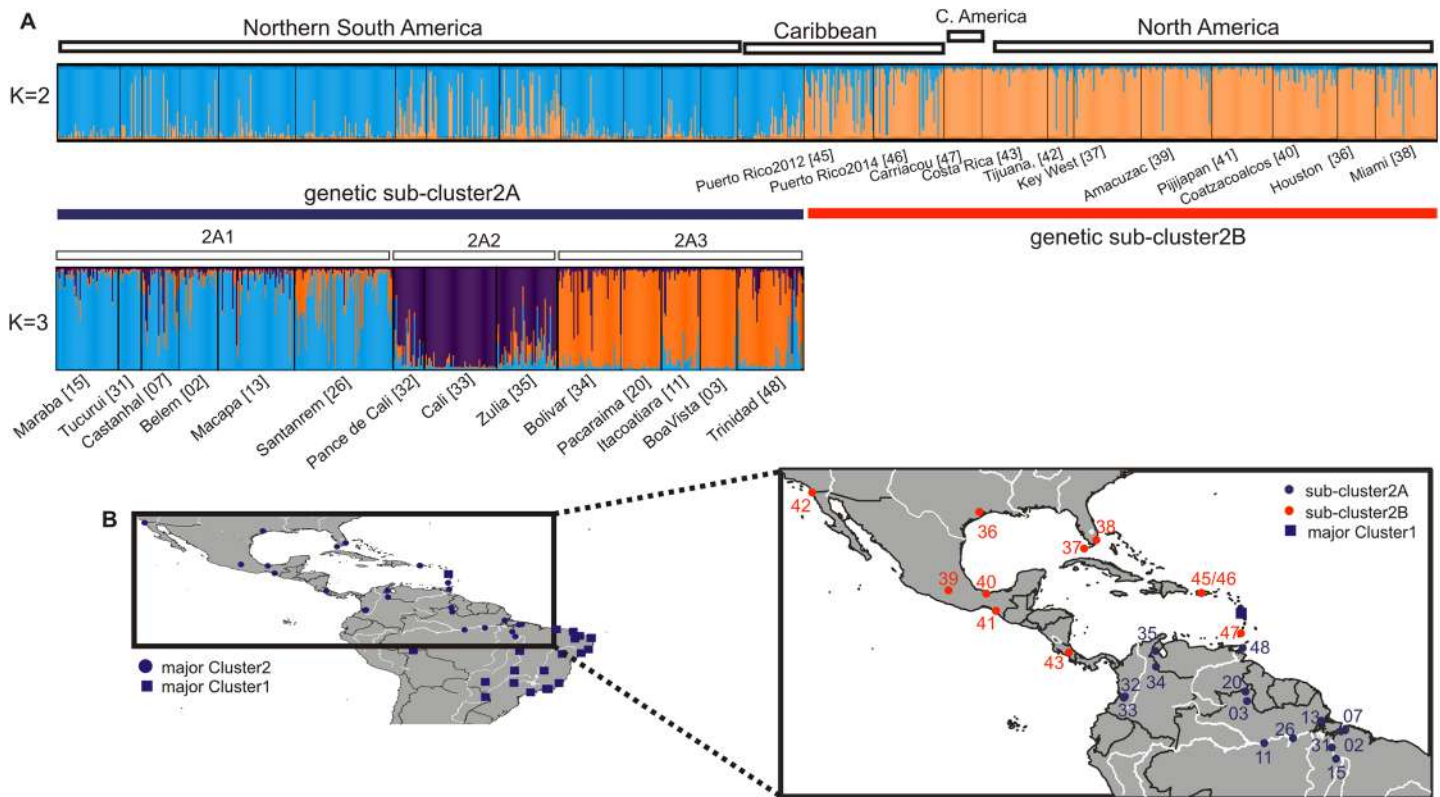 A
Northern South America
Caribbean
C. America
North America
K=2
Puerto Rico2012 [45]
Puerto Rico2014 [46]
Carriacou [47]
Costa Rica [43]
Tijuana, [42]
Key West [37]
Amacuzac [39]
Pijijapan [41]
Coatzacoalcos [40]
Houston [36]
Miami [38]
genetic sub-cluster2A
genetic sub-cluster2B
2A1
2A2
2A3
K=3
Maraba [15]
Tucurui [31]
Castanhal [07]
Belem [02]
Macapa [13]
Santanrem [26]
Pance de Cali [32]
Cali [33]
Zulia [35]
Bolivar [34]
Pacaraima [20]
Itacoatiara [11]
BoaVista [03]
Trinidad [48]
B
major Cluster2
major Cluster1
sub-cluster2A
sub-cluster2B
major Cluster1
42
36
38
37
39
40
45/46
41
47
35
48
43
34
20
32
33
03
13
07
26
31
02
11
15